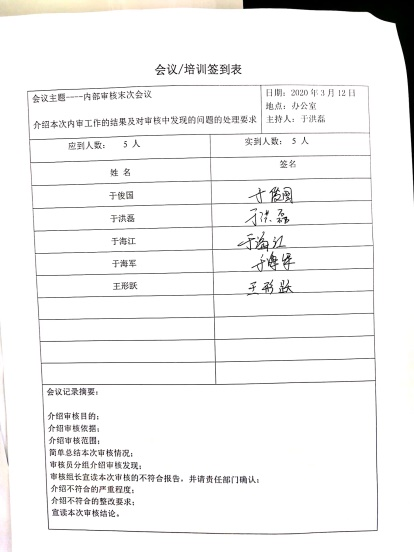 会议/培训签到表
会议主题----内部审核末次会议
介绍本次内审工作的结果及对审核中发现的问题的处理要求
日期：2020年3月12日
地点：办公室
主持人：于洪磊
应到人数： 5 人
实到人数： 5 人
姓 名
签名
于俊国
于俊国
于洪磊
于洪磊
于海江
于海江
于海军
于海军
王形跃
王形跃
会议记录摘要：
介绍审核目的；
介绍审核依据；
介绍审核范围；
简单总结本次审核情况；
审核员分组介绍审核发现；
审核组长宣读本次审核的不符合报告，并请责任部门确认；
介绍不符合的严重程度；
介绍不符合的整改要求；
宣读本次审核结论。